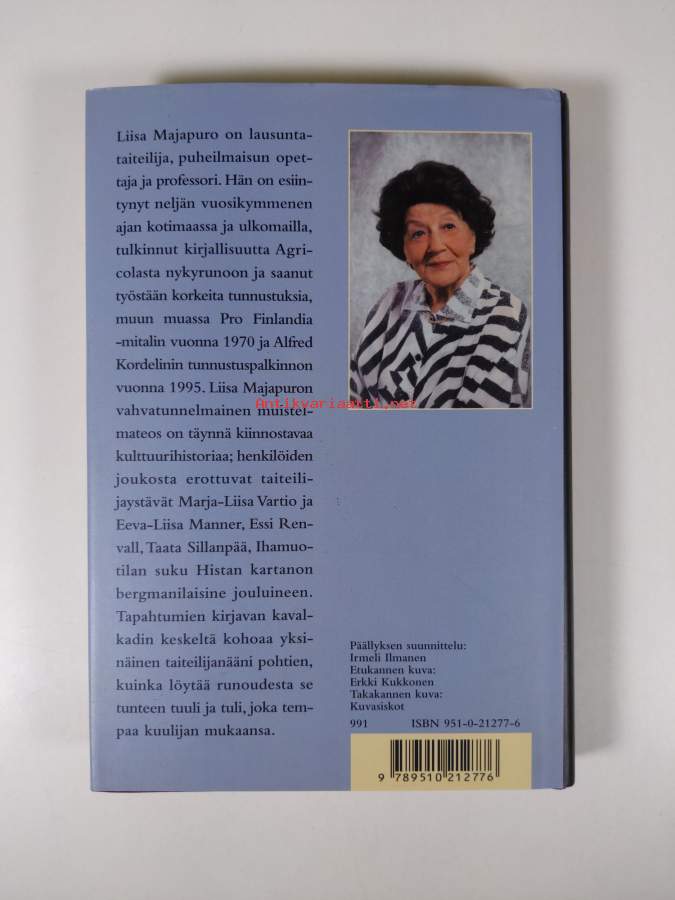 Liisa Majapuro on lausunta-
taiteilija, puheilmaisun opet-
taja ja professori. Hän on esiin-
tynyt neljän vuosikymmenen
ajan kotimaassa ja ulkomailla,
tulkinnut kirjallisuutta Agri-
colasta nykyrunoon ja saanut
työstään korkeita tunnustuksia,
muun muassa Pro Finlandia
-mitalin vuonna 1970 ja Alfred
Kordelinin tunnustuspalkinnon
vuonna 1995. Liisa Majapuron
vahvatunnelmainen muistel-
mateos on täynnä kiinnostavaa
kulttuurihistoriaa; henkilöiden
joukosta erottuvat taiteili-
jaystävät Marja-Liisa Vartio ja
Eeva-Liisa Manner, Essi Ren-
vall, Taata Sillanpää, Ihamuo-
tilan suku Histan kartanon
bergmanilaisine jouluineen.
Tapahtumien kirjavan kaval-
kadin keskeltä kohoaa yksi-
näinen taiteilijanääni pohtien,
kuinka löytää runoudesta se
tunteen tuuli ja tuli, joka tem-
paa kuulijan mukaansa.
Antikvariaatti.net
Päällyksen suunnittelu:
Irmeli Ilmanen
Etukannen kuva:
Erkki Kukkonen
Takakannen kuva:
Kuvasiskot
991 ISBN 951-0-21277-6
9 789510 212776